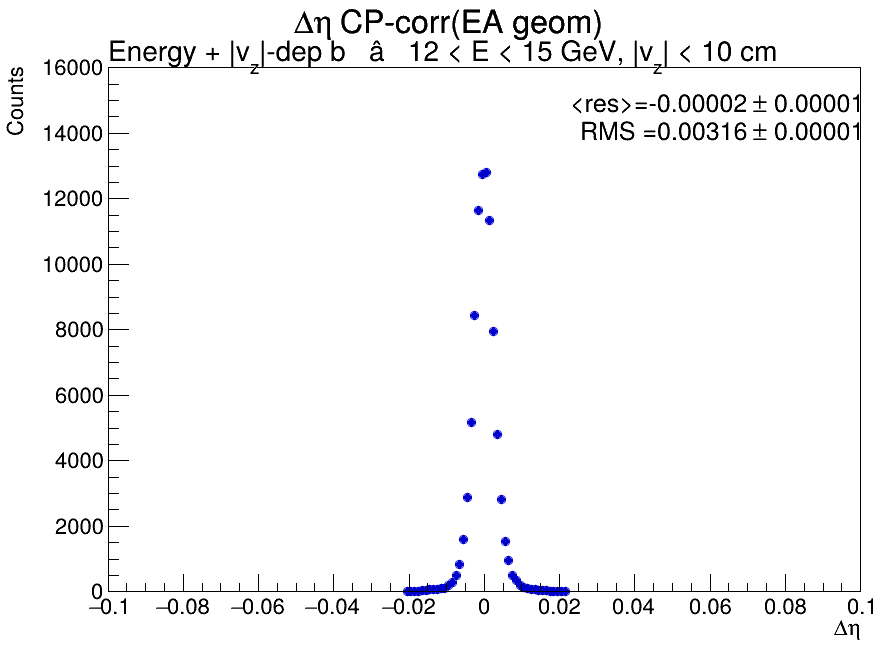 Δη CP-corr(EA geom)
Energy + |v_z|-dep b â 12 < E < 15 GeV, |v_z| < 10 cm
Counts
16000
14000
12000
10000
8000
6000
4000
2000
0
<res>=-0.00002 ± 0.00001
RMS =0.00316 ± 0.00001
−0.1 −0.08 −0.06 −0.04 −0.02 0 0.02 0.04 0.06 0.08 0.1
Δη